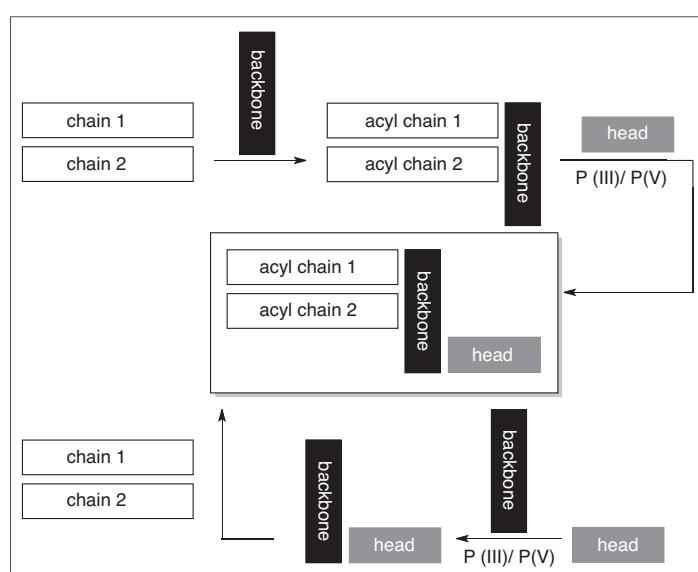 backbone
chain 1
chain 2
acyl chain 1
acyl chain 2
backbone
head
P (III)/ P(V)
acyl chain 1
acyl chain 2
backbone
head
chain 1
chain 2
backbone
head
backbone
P (III)/ P(V)
head